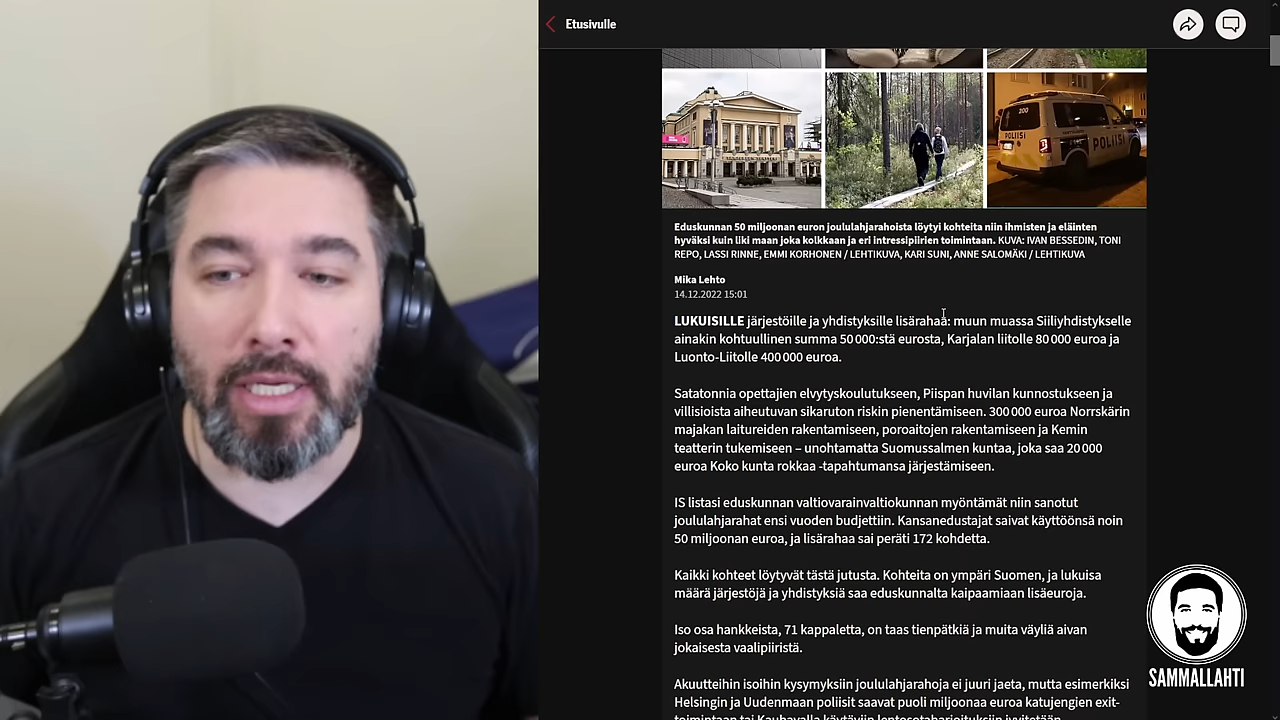 Etusivulle
200
POLIISI
POLIISI
Eduskunnan 50 miljoonan euron joululahjarahoista löytyi kohteita niin ihmisten ja eläinten
hyväksi kuin liki maan joka kolkkaan ja eri intressipiirien toimintaan. KUVA: IVAN BESSEDIN, TONI
REPO, LASSI RINNE, EMMI KORHONEN / LEHTIKUVA, KARI SUNI, ANNE SALOMÄKI / LEHTIKUVA
Mika Lehto
14.12.2022 15:01
LUKUISILLE järjestöille ja yhdistyksille lisärahaa: muun muassa Siiliyhdistykselle
ainakin kohtuullinen summa 50 000:stä eurosta, Karjalan liitolle 80 000 euroa ja
Luonto-Liitolle 400 000 euroa.
Satatonnia opettajien elvytyskoulutukseen, Piispan huvilan kunnostukseen ja
villisioista aiheutuvan sikaruton riskin pienentämiseen. 300 000 euroa Norrskärin
majakan laitureiden rakentamiseen, poroaitojen rakentamiseen ja Kemin
teatterin tukemiseen – unohtamatta Suomussalmen kuntaa, joka saa 20 000
euroa Koko kunta rokkaa -tapahtumansa järjestämiseen.
IS listasi eduskunnan valtiovarainvaltiokunnan myöntämät niin sanotut
joululahjarahat ensi vuoden budjettiin. Kansanedustajat saivat käyttöönsä noin
50 miljoonan euroa, ja lisärahaa sai peräti 172 kohdetta.
Kaikki kohteet löytyvät tästä jutusta. Kohteita on ympäri Suomen, ja lukuisa
määrä järjestöjä ja yhdistyksiä saa eduskunnalta kaipaamiaan lisäeuroja.
Iso osa hankkeista, 71 kappaletta, on taas tienpätkiä ja muita väyliä aivan
jokaisesta vaalipiiristä.
Akuutteihin isoihin kysymyksiin joululahjarahoja ei juuri jaeta, mutta esimerkiksi
Helsingin ja Uudenmaan poliisit saavat puoli miljoonaa euroa katujengien exit-
toimintaan tai Kauhavalla käytäviin lentosotaharjoituksiin jyvitetään
SAMMALLAHTI